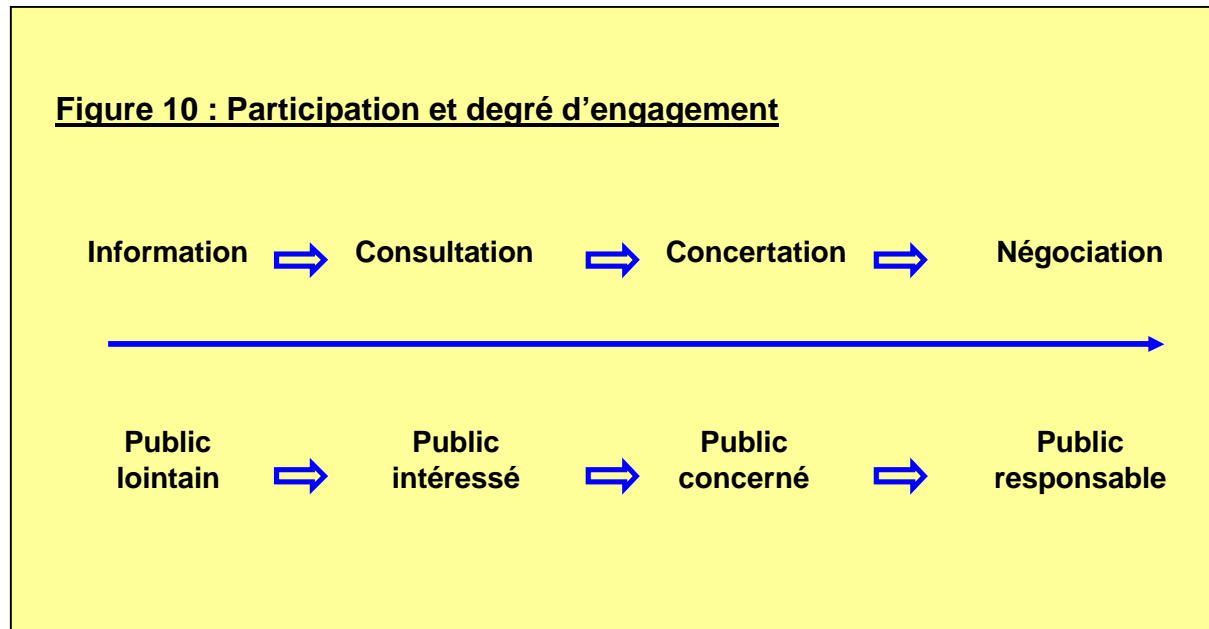 Figure 10 : Participation et degré d’engagement
Information Consultation Concertation Négociation
Public Public Public Public
lointain intéressé concerné responsable